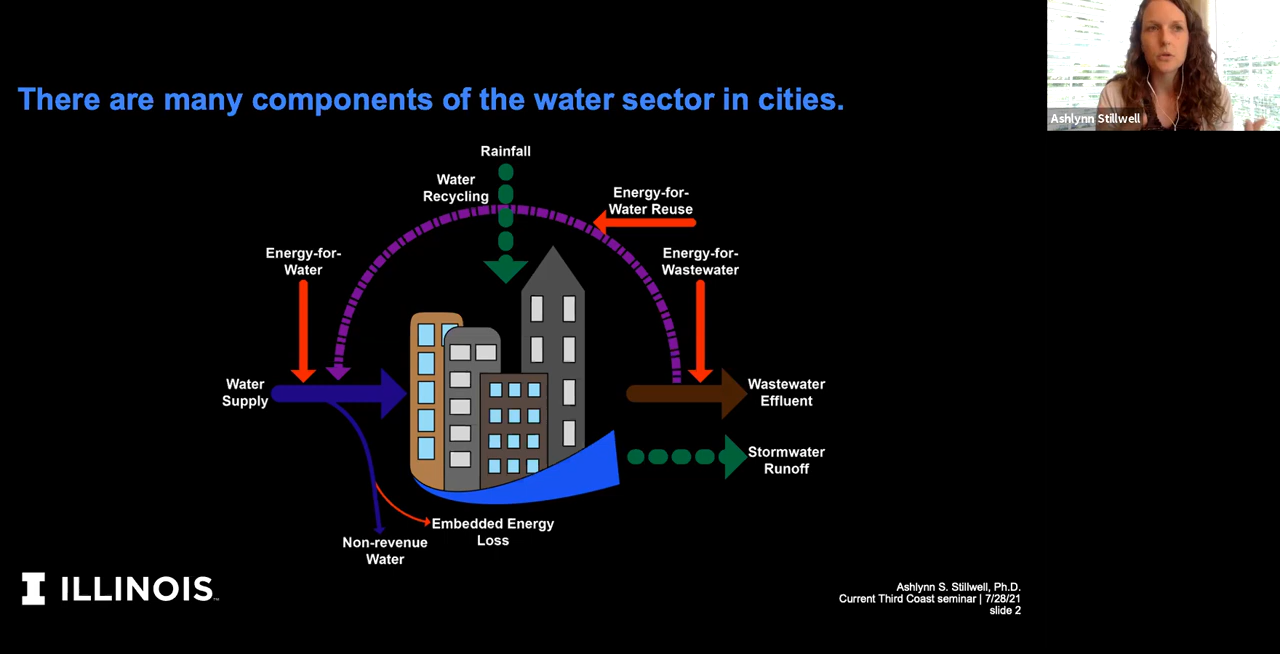 There are many components of the water sector in cities.
Ashlynn Stillwell
Rainfall
Water
Recycling
Energy-for-
Water Reuse
Energy-for-
Water
Energy-for-
Wastewater
Water
Supply
Wastewater
Effluent
Stormwater
Runoff
Embedded Energy
Loss
Non-revenue
Water
I ILLINOIS™
Ashlynn S. Stillwell, Ph.D.
Current Third Coast seminar | 7/28/21
slide 2